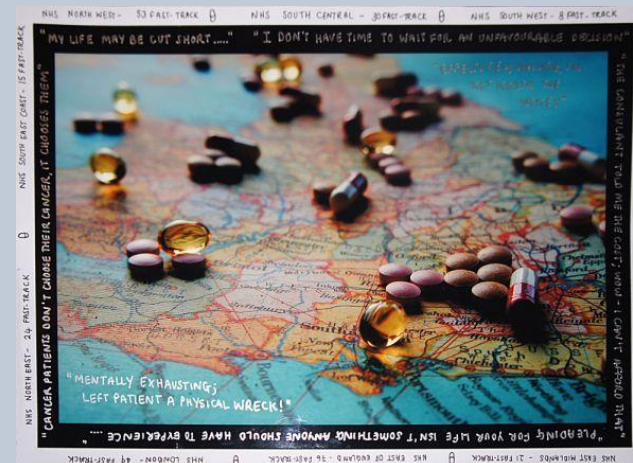 NHS NORTH WEST - 53 FAST-TRACK
NHS SOUTH CENTRAL - 30 FAST-TRACK
NHS SOUTH WEST - 8 FAST-TRACK
"MY LIFE MAY BE CUT SHORT....."
"I DON'T HAVE TIME TO WAIT FOR AN UNFAVOURABLE DECISION"
"THE CONSULTANT TOLD ME THE COST; WOW - I CAN'T AFFORD THAT"
"PLEADING FOR YOUR LIFE ISN'T SOMETHING ANYONE SHOULD HAVE TO EXPERIENCE ...."
"CANCER PATIENTS DON'T CHOOSE THEIR CANCER, IT CHOOSES THEM"
"MENTALLY EXHAUSTING;
LEFT PATIENT A PHYSICAL WRECK!"
NHS EAST MIDLANDS - 21 FAST-TRACK
NHS EAST OF ENGLAND - 76 FAST-TRACK
NHS LONDON - 49 FAST-TRACK
NHS NORTH EAST - 24 FAST-TRACK
NHS SOUTH EAST COAST - 15 FAST-TRACK